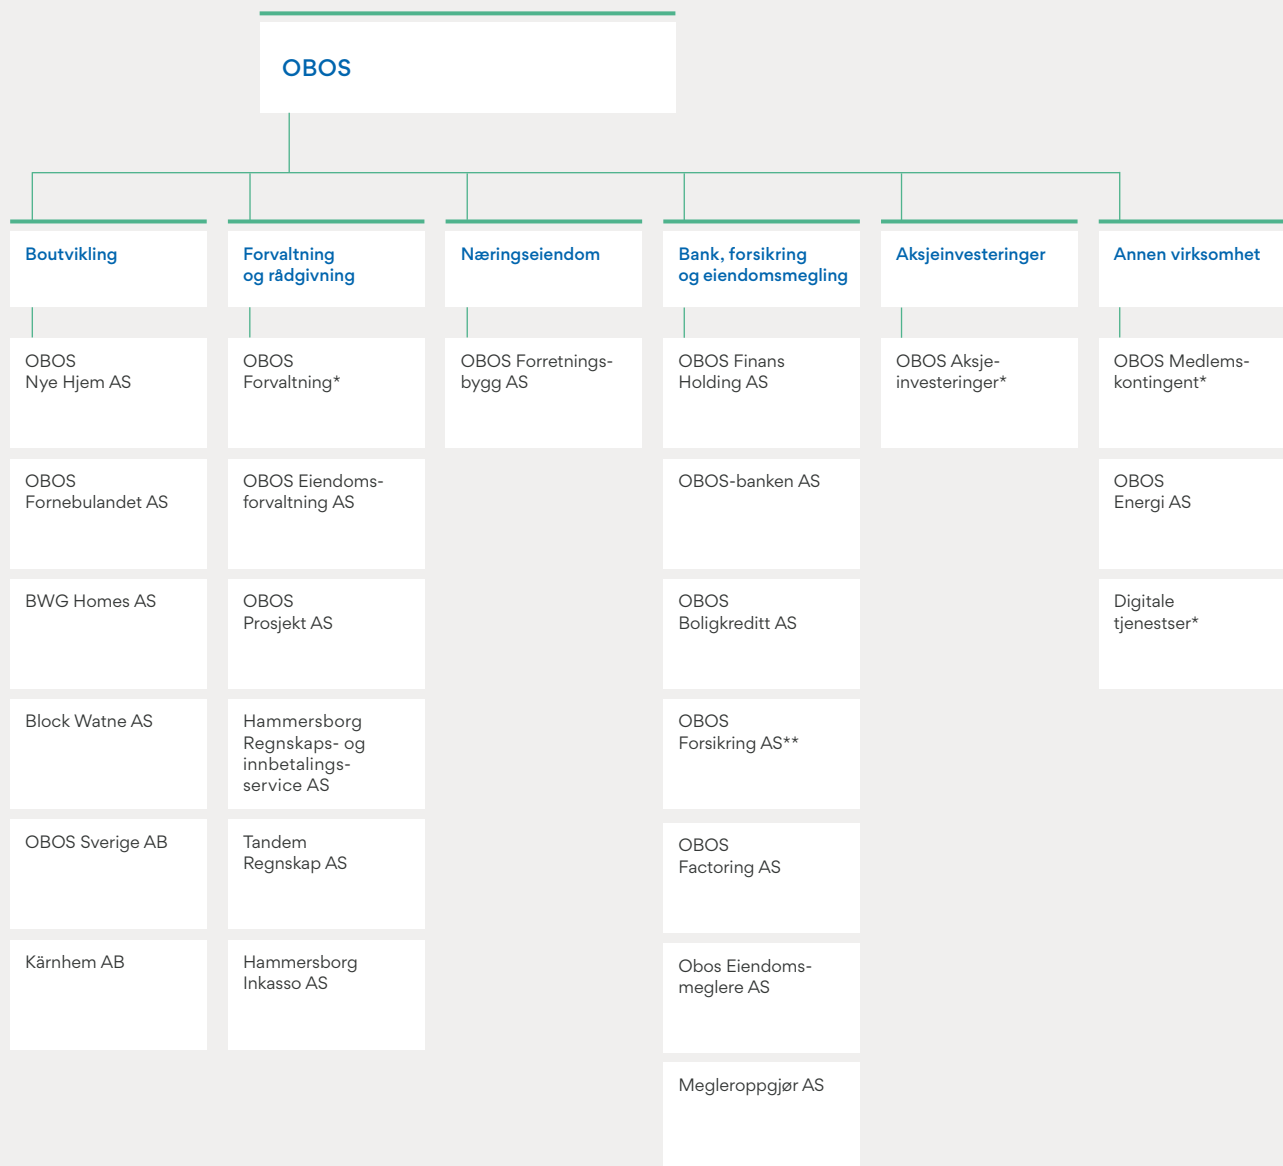 OBOS
Boutvikling
Forvaltning
og rådgivning
Næringseiendom
Bank, forsikring
og eiendomsmegling
Aksjeinvesteringer
Annen virksomhet
OBOS
Nye Hjem AS
OBOS
Fornebulandet AS
BWG Homes AS
Block Watne AS
OBOS Sverige AB
Kärnhem AB
OBOS
Forvaltning*
OBOS Eiendoms-
forvaltning AS
OBOS
Prosjekt AS
Hammersborg
Regnskaps- og
innbetalings-
service AS
Tandem
Regnskap AS
Hammersborg
Inkasso AS
OBOS Forretnings-
bygg AS
OBOS Finans
Holding AS
OBOS-banken AS
OBOS
Boligkreditt AS
OBOS
Forsikring AS**
OBOS
Factoring AS
Obos Eiendoms-
meglere AS
Megleroppgjør AS
OBOS Aksje-
investeringer*
OBOS Medlems-
kontingent*
OBOS
Energi AS
Digitale
tjenestser*